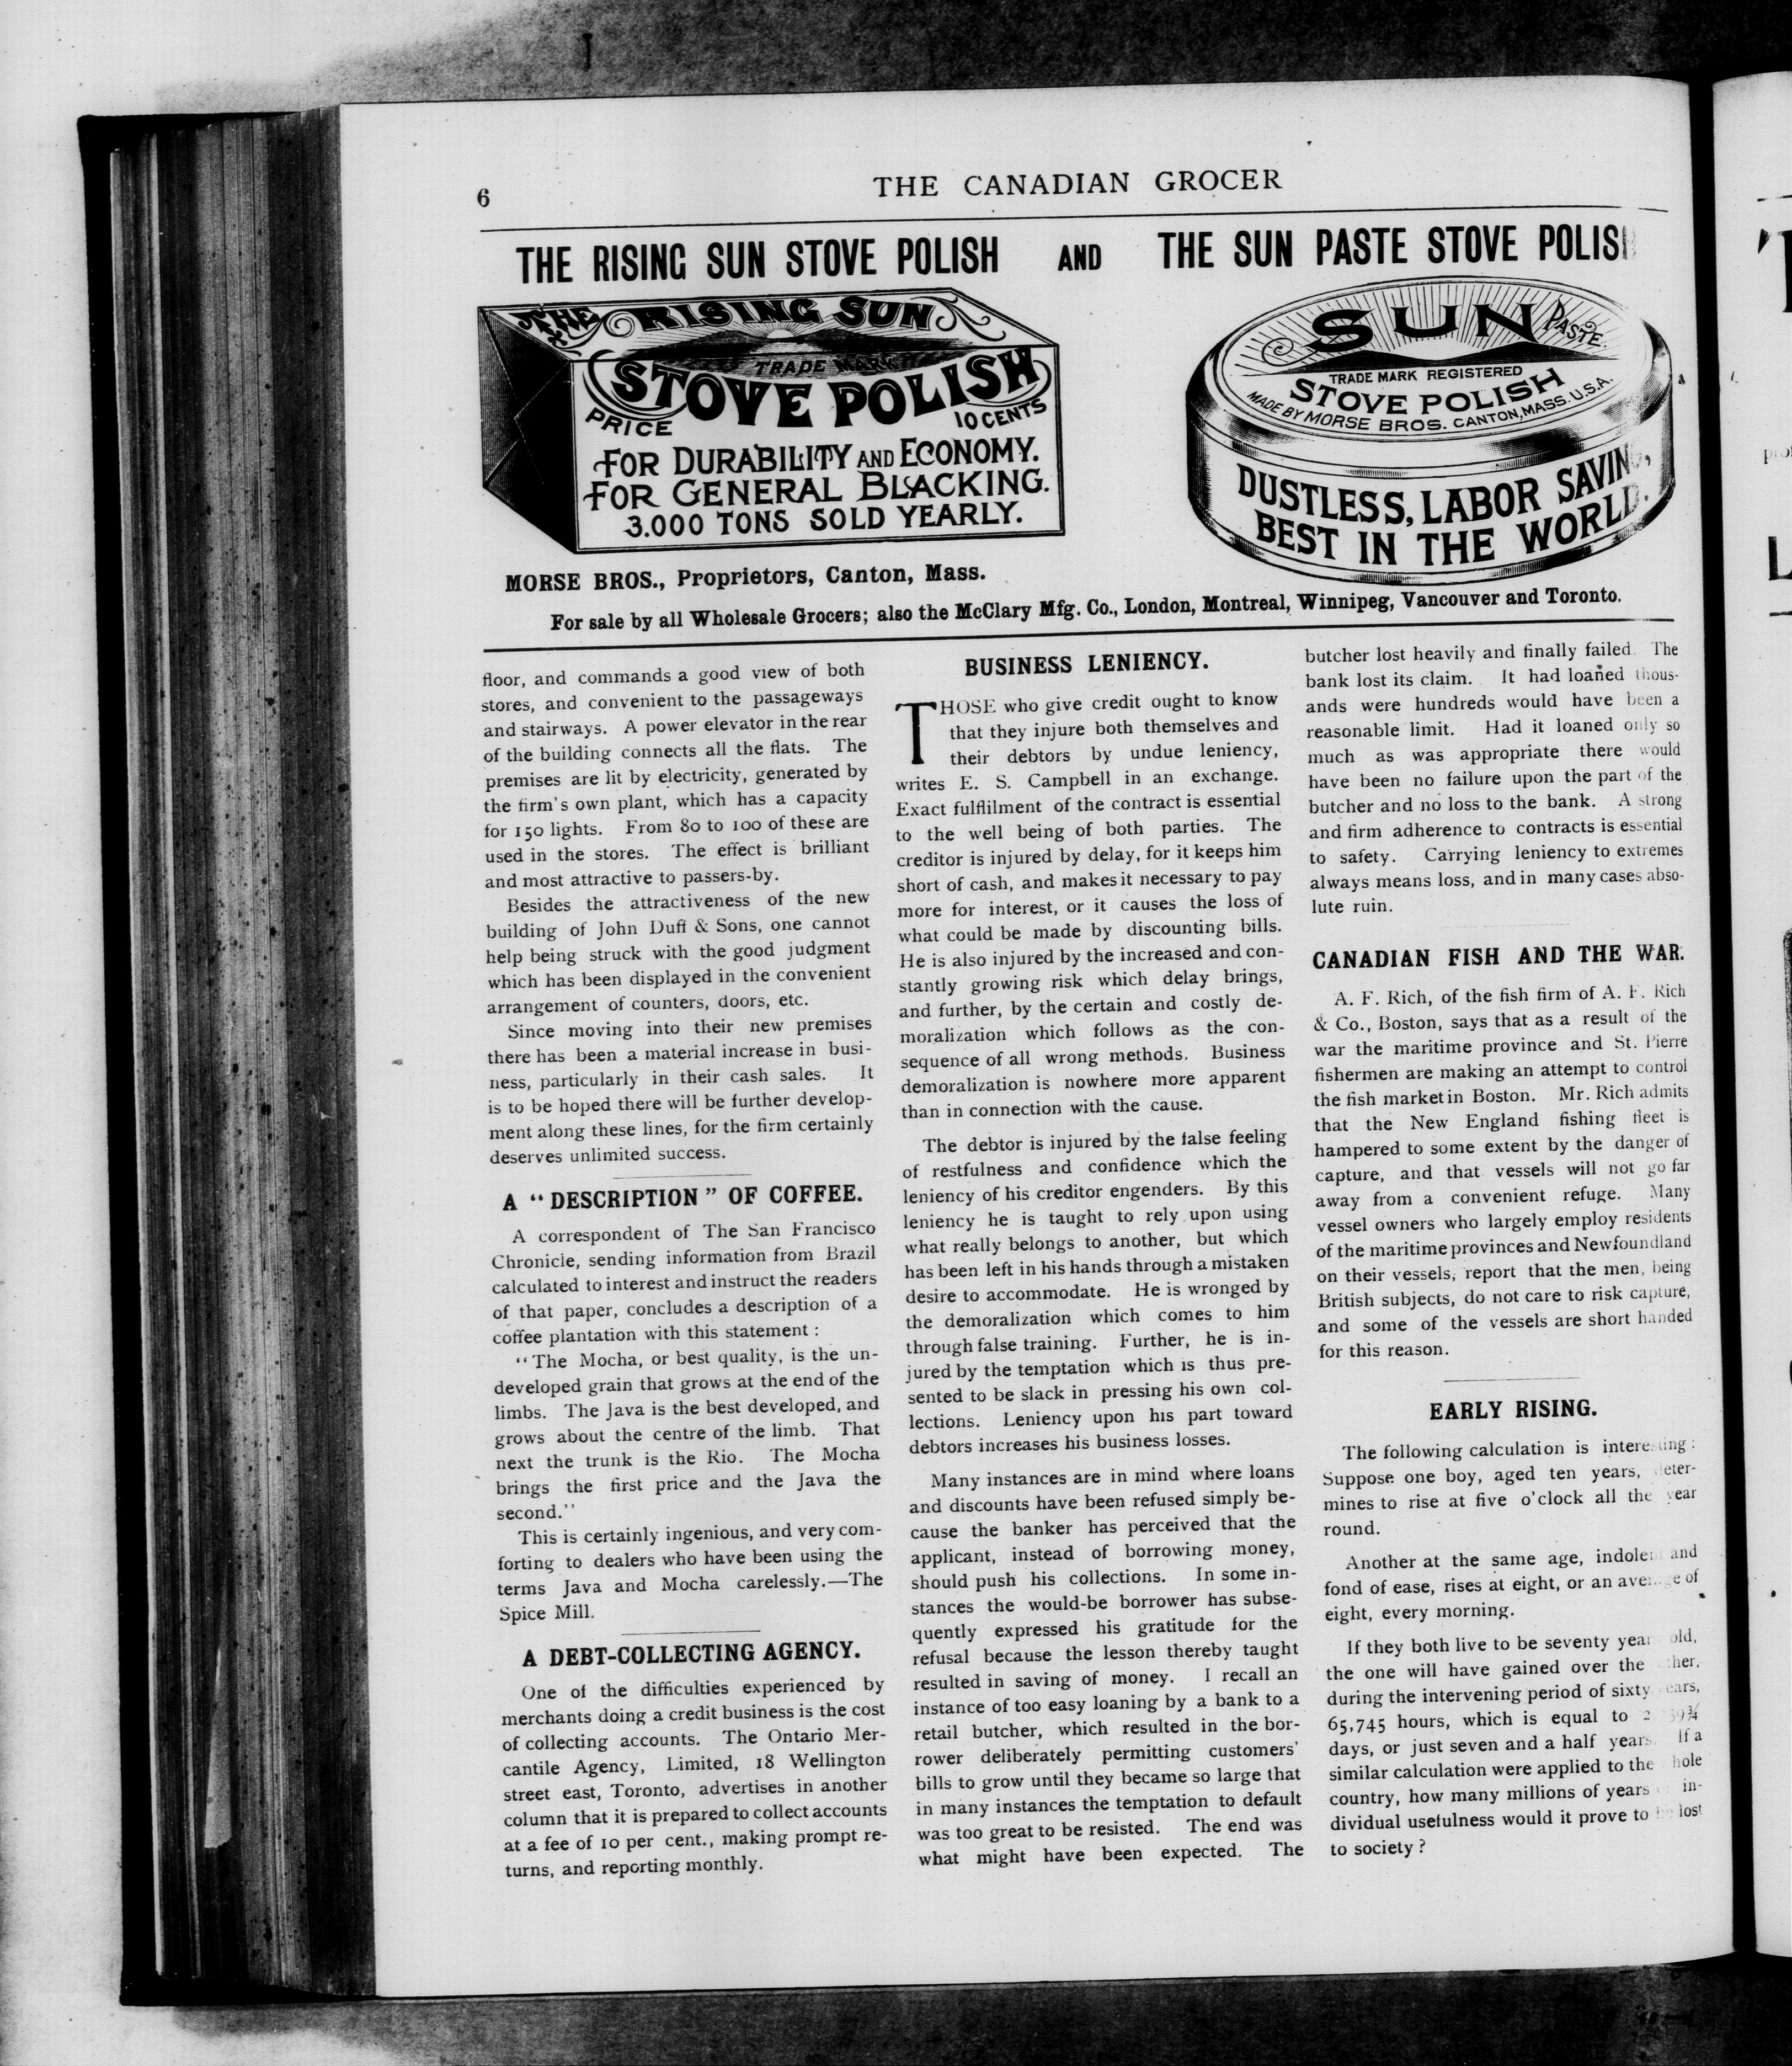 6
THE CANADIAN GROCER
THE RISING SUN STOVE POLISH AND THE SUN PASTE STOVE POLISH
THE RISING SUN
TRADE MARK
STOVE POLISH
PRICE 10 CENTS
FOR DURABILITY AND ECONOMY.
FOR GENERAL BLACKING.
3.000 TONS SOLD YEARLY.
SUN PASTE.
TRADE MARK REGISTERED
STOVE POLISH
MADE BY MORSE BROS. CANTON, MASS. U.S.A.
DUSTLESS, LABOR SAVING,
BEST IN THE WORLD.
MORSE BROS., Proprietors, Canton, Mass.
For sale by all Wholesale Grocers; also the McClary Mfg. Co., London, Montreal, Winnipeg, Vancouver and Toronto.
floor, and commands a good view of both
stores, and convenient to the passageways
and stairways. A power elevator in the rear
of the building connects all the flats. The
premises are lit by electricity, generated by
the firm's own plant, which has a capacity
for 150 lights. From 80 to 100 of these are
used in the stores. The effect is brilliant
and most attractive to passers-by.
Besides the attractiveness of the new
building of John Duff & Sons, one cannot
help being struck with the good judgment
which has been displayed in the convenient
arrangement of counters, doors, etc.
Since moving into their new premises
there has been a material increase in busi-
ness, particularly in their cash sales. It
is to be hoped there will be further develop-
ment along these lines, for the firm certainly
deserves unlimited success.
A “DESCRIPTION” OF COFFEE.
A correspondent of The San Francisco
Chronicle, sending information from Brazil
calculated to interest and instruct the readers
of that paper, concludes a description of a
coffee plantation with this statement :
“The Mocha, or best quality, is the un-
developed grain that grows at the end of the
limbs. The Java is the best developed, and
grows about the centre of the limb. That
next the trunk is the Rio. The Mocha
brings the first price and the Java the
second.”
This is certainly ingenious, and very com-
forting to dealers who have been using the
terms Java and Mocha carelessly.—The
Spice Mill.
A DEBT-COLLECTING AGENCY.
One of the difficulties experienced by
merchants doing a credit business is the cost
of collecting accounts. The Ontario Mer-
cantile Agency, Limited, 18 Wellington
street east, Toronto, advertises in another
column that it is prepared to collect accounts
at a fee of 10 per cent., making prompt re-
turns, and reporting monthly.
BUSINESS LENIENCY.
THOSE who give credit ought to know
that they injure both themselves and
their debtors by undue leniency,
writes E. S. Campbell in an exchange.
Exact fulflilment of the contract is essential
to the well being of both parties. The
creditor is injured by delay, for it keeps him
short of cash, and makes it necessary to pay
more for interest, or it causes the loss of
what could be made by discounting bills.
He is also injured by the increased and con-
stantly growing risk which delay brings,
and further, by the certain and costly de-
moralization which follows as the con-
sequence of all wrong methods. Business
demoralization is nowhere more apparent
than in connection with the cause.
The debtor is injured by the false feeling
of restfulness and confidence which the
leniency of his creditor engenders. By this
leniency he is taught to rely upon using
what really belongs to another, but which
has been left in his hands through a mistaken
desire to accommodate. He is wronged by
the demoralization which comes to him
through false training. Further, he is in-
jured by the temptation which is thus pre-
sented to be slack in pressing his own col-
lections. Leniency upon his part toward
debtors increases his business losses.
Many instances are in mind where loans
and discounts have been refused simply be-
cause the banker has perceived that the
applicant, instead of borrowing money,
should push his collections. In some in-
stances the would-be borrower has subse-
quently expressed his gratitude for the
refusal because the lesson thereby taught
resulted in saving of money. I recall an
instance of too easy loaning by a bank to a
retail butcher, which resulted in the bor-
rower deliberately permitting customers'
bills to grow until they became so large that
in many instances the temptation to default
was too great to be resisted. The end was
what might have been expected. The
butcher lost heavily and finally failed. The
bank lost its claim. It had loaned thous-
ands were hundreds would have been a
reasonable limit. Had it loaned only so
much as was appropriate there would
have been no failure upon the part of the
butcher and no loss to the bank. A strong
and firm adherence to contracts is essential
to safety. Carrying leniency to extremes
always means loss, and in many cases abso-
lute ruin.
CANADIAN FISH AND THE WAR.
A. F. Rich, of the fish firm of A. F. Rich
& Co., Boston, says that as a result of the
war the maritime province and St. Pierre
fishermen are making an attempt to control
the fish market in Boston. Mr. Rich admits
that the New England fishing fleet is
hampered to some extent by the danger of
capture, and that vessels will not go far
away from a convenient refuge. Many
vessel owners who largely employ residents
of the maritime provinces and Newfoundland
on their vessels, report that the men, being
British subjects, do not care to risk capture,
and some of the vessels are short handed
for this reason.
EARLY RISING.
The following calculation is interesting :
Suppose one boy, aged ten years, deter-
mines to rise at five o'clock all the year
round.
Another at the same age, indolent and
fond of ease, rises at eight, or an average of
eight, every morning.
If they both live to be seventy years old,
the one will have gained over the other,
during the intervening period of sixty years,
65,745 hours, which is equal to
days, or just seven and a half years. If a
similar calculation were applied to the whole
country, how many millions of years in-
dividual usefulness would it prove to be lost
to society ?